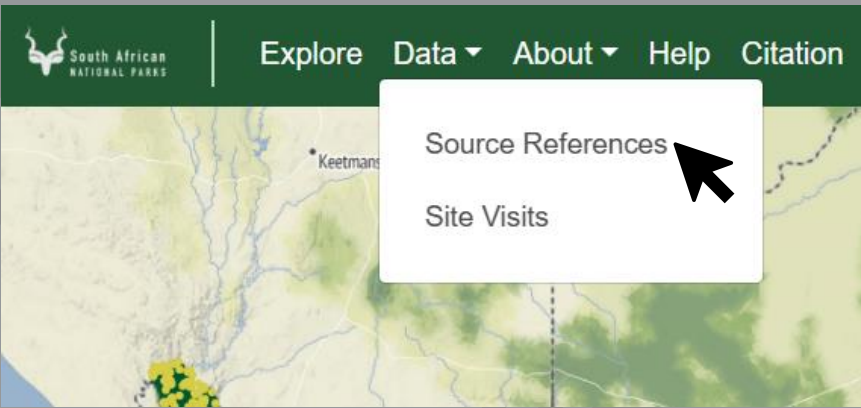 South African
NATIONAL PARKS
Explore Data About Help Citation
Source References
Site Visits
Keetmans